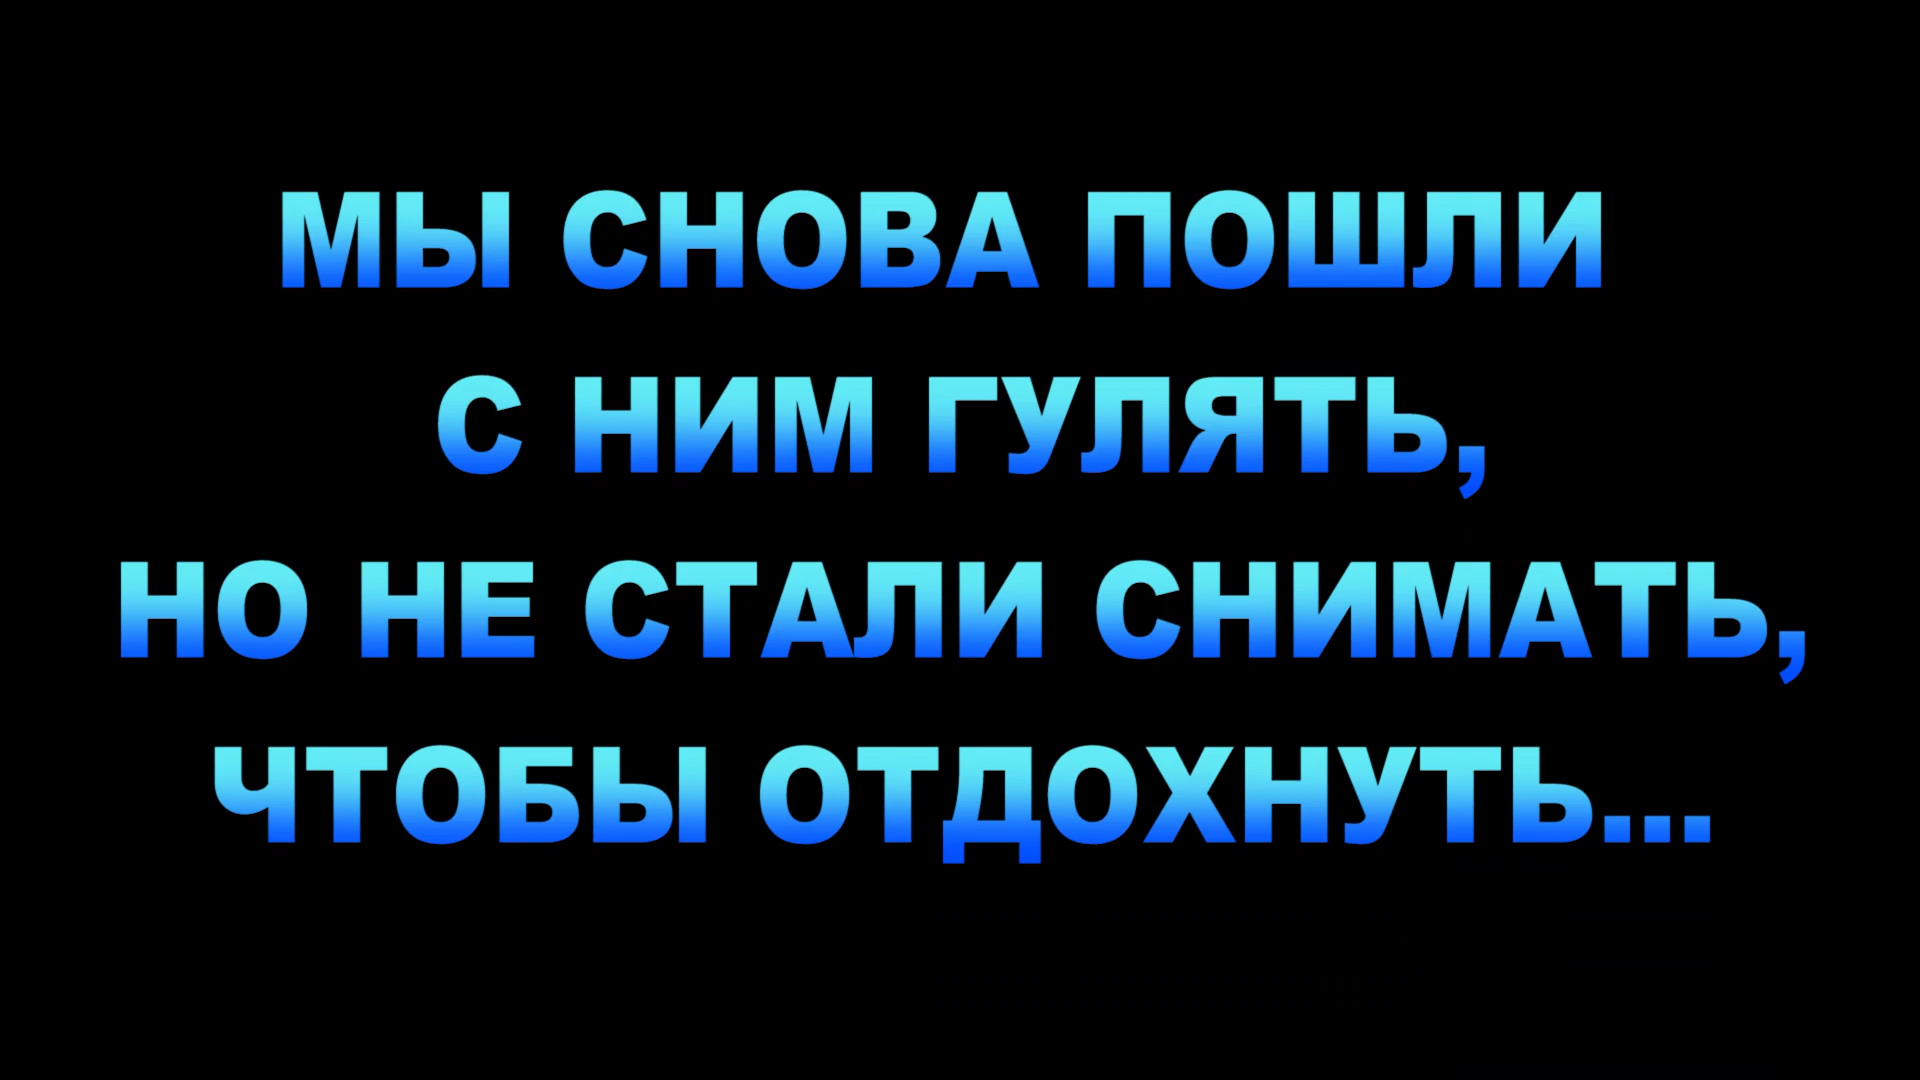 МЫ СНОВА ПОШЛИ
С НИМ ГУЛЯТЬ,
НО НЕ СТАЛИ СНИМАТЬ,
ЧТОБЫ ОТДОХНУТЬ...